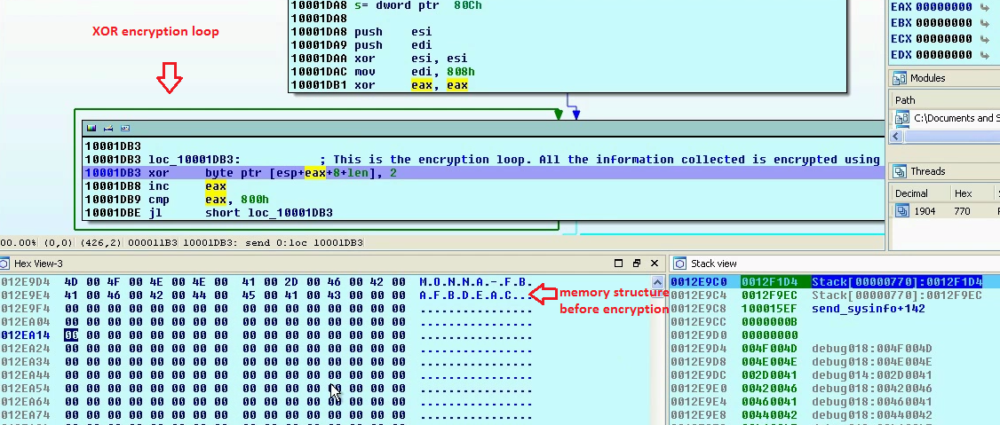 10001DA8 s= dword ptr 80Ch
10001DA8
10001DA8 push esi
10001DA9 push edi
10001DAA xor esi, esi
10001DAC mov edi, 808h
10001DB1 xor eax, eax
XOR encryption loop
EAX 00000000
EBX 00000000
ECX 00000000
EDX 00000000
Modules
Path
C:\Documents and S
10001DB3
10001DB3 loc_10001DB3: ; This is the encryption loop. All the information collected is encrypted using
10001DB3 xor byte ptr [esp+eax+8+len], 2
10001DB8 inc eax
10001DB9 cmp eax, 800h
10001DBE jl short loc_10001DB3
Threads
Decimal Hex
1904 770
00.00% (0,0) (426,2) 000011B3 10001DB3: send 0:loc 10001DB3
Hex View-3
0012E9D4 4D 00 4F 00 4E 00 4E 00 41 00 2D 00 46 00 42 00 M.O.N.N.A.-.F.B.
0012E9E4 41 00 46 00 42 00 44 00 45 00 41 00 43 00 00 00 A.F.B.D.E.A.C...
0012E9F4 00 00 00 00 00 00 00 00 00 00 00 00 00 00 00 00 ................
0012EA04 00 00 00 00 00 00 00 00 00 00 00 00 00 00 00 00 ................
0012EA14 00 00 00 00 00 00 00 00 00 00 00 00 00 00 00 00 ................
0012EA24 00 00 00 00 00 00 00 00 00 00 00 00 00 00 00 00 ................
0012EA34 00 00 00 00 00 00 00 00 00 00 00 00 00 00 00 00 ................
0012EA44 00 00 00 00 00 00 00 00 00 00 00 00 00 00 00 00 ................
0012EA54 00 00 00 00 00 00 00 00 00 00 00 00 00 00 00 00 ................
0012EA64 00 00 00 00 00 00 00 00 00 00 00 00 00 00 00 00 ................
0012EA74 00 00 00 00 00 00 00 00 00 00 00 00 00 00 00 00 ................
memory structure
before encryption
Stack view
0012E9C0 0012F1D4 Stack[00000770]:0012F1D4
0012E9C4 0012F9EC Stack[00000770]:0012F9EC
0012E9C8 100015EF send_sysinfo+142
0012E9CC 0000000B
0012E9D0 00000000
0012E9D4 004F004D debug018:004F004D
0012E9D8 004E004E debug018:004E004E
0012E9DC 002D0041 debug014:002D0041
0012E9E0 00420046 debug018:00420046
0012E9E4 00460041 debug018:00460041
0012E9E8 00440042 debug018:00440042